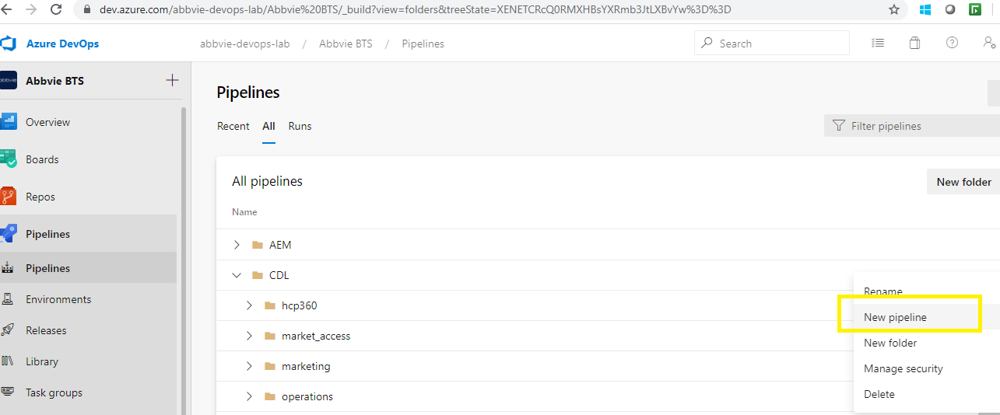 dev.azure.com/abbvie-devops-lab/Abbvie%20BTS/_build?view=folders&treeState=XENETCRcQ0RMXHBsYXRmb3JtLXBvYw%3D%3D
Azure DevOps
abbvie-devops-lab / Abbvie BTS / Pipelines
Search
abbvie
Abbvie BTS
Overview
Boards
Repos
Pipelines
Pipelines
Environments
Releases
Library
Task groups
Pipelines
Recent All Runs
Filter pipelines
All pipelines
New folder
Name
AEM
CDL
hcp360
market_access
marketing
operations
Rename
New pipeline
New folder
Manage security
Delete